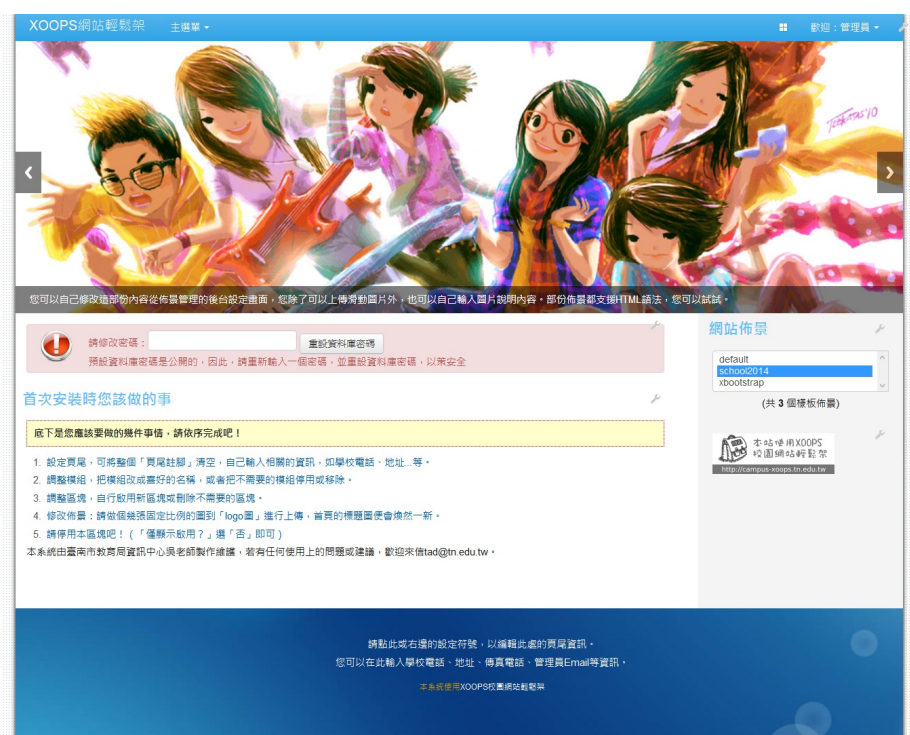 XOOPS網站輕鬆架
主選單
歡迎：管理員
TeeKatas'10
您可以自己修改這部份內容從佈景管理的後台設定畫面，您除了可以上傳滑動圖片外，也可以自己輸入圖片說明內容。部份佈景都支援HTML語法，您可以試試。
請修改密碼：
重設資料庫密碼
預設資料庫密碼是公開的，因此，請重新輸入一個密碼，並重設資料庫密碼，以策安全
網站佈景
default
school2014
xbootstrap
(共 3 個樣板佈景)
本站使用XOOPS
校園網站輕鬆架
http://campus-xoops.tn.edu.tw
首次安裝時您該做的事
底下是您應該要做的幾件事情，請依序完成吧！
1. 設定頁尾，可將整個「頁尾註腳」清空，自己輸入相關的資訊，如學校電話、地址...等。
2. 調整模組，把模組改成喜好的名稱，或者把不需要的模組停用或移除。
3. 調整區塊，自行啟用新區塊或刪除不需要的區塊。
4. 修改佈景：請做個幾張固定比例的圖到「logo圖」進行上傳，首頁的標題圖便會煥然一新。
5. 請停用本區塊吧！（「僅顯示啟用？」選「否」即可）
本系統由臺南市教育局資訊中心吳老師製作維護，若有任何使用上的問題或建議，歡迎來信tad@tn.edu.tw。
請點此或右邊的設定符號，以編輯此處的頁尾資訊。
您可以在此輸入學校電話、地址、傳真電話、管理員Email等資訊。
本系統使用XOOPS校園網站輕鬆架